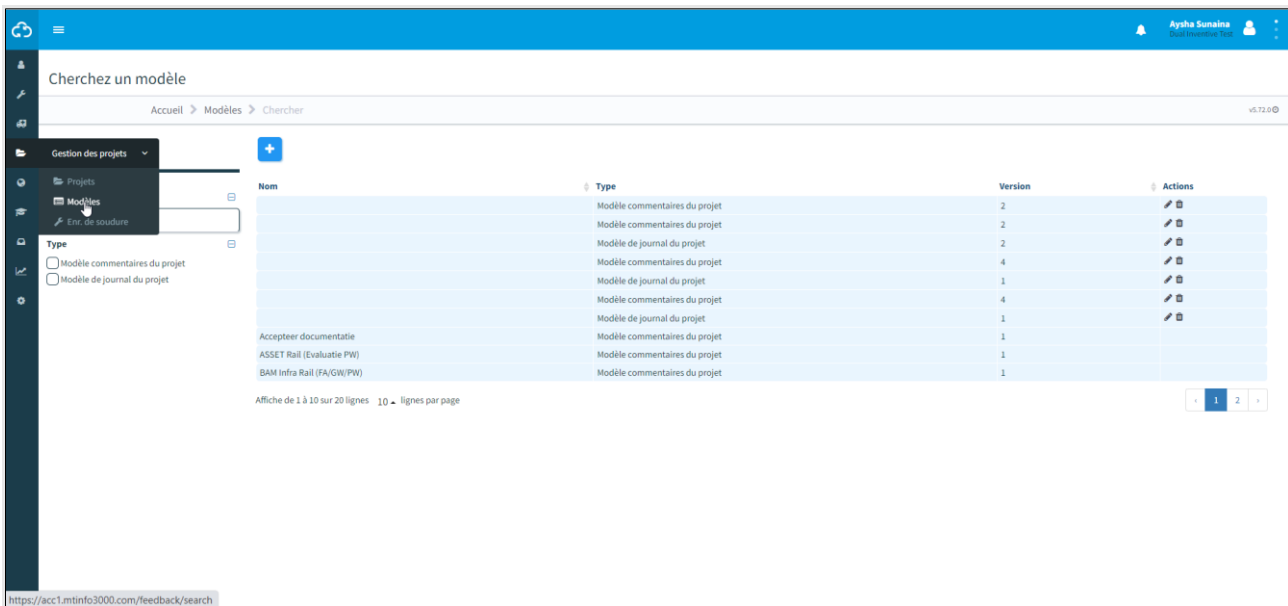 Aysha Sunaina
Dual Inventive Test
Cherchez un modèle
Accueil > Modèles > Chercher
v5.72.0
Gestion des projets
Projets
Modèles
Enr. de soudure
Type
Modèle commentaires du projet
Modèle de journal du projet
Nom Type Version Actions
Modèle commentaires du projet 2
Modèle commentaires du projet 2
Modèle de journal du projet 2
Modèle commentaires du projet 4
Modèle de journal du projet 1
Modèle commentaires du projet 4
Modèle de journal du projet 1
Accepteer documentatie Modèle commentaires du projet 1
ASSET Rail (Evaluatie PW) Modèle commentaires du projet 1
BAM Infra Rail (FA/GW/PW) Modèle commentaires du projet 1
Affiche de 1 à 10 sur 20 lignes 10 lignes par page
‹ 1 2 ›
https://acc1.mtinfo3000.com/feedback/search